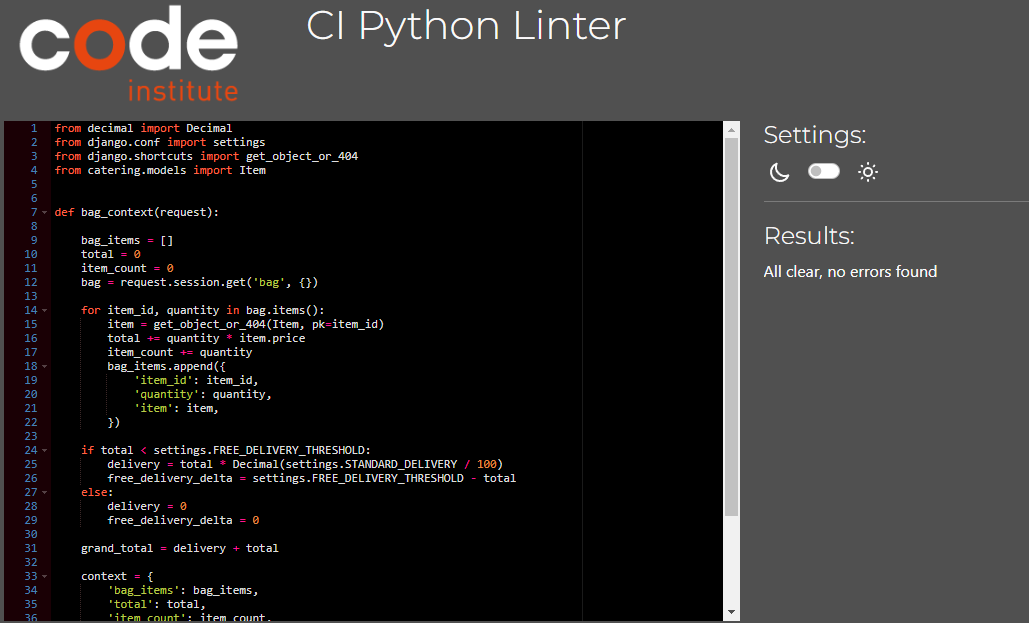 code
institute
CI Python Linter
1 from decimal import Decimal
2 from django.conf import settings
3 from django.shortcuts import get_object_or_404
4 from catering.models import Item
5
6
7 def bag_context(request):
8
9     bag_items = []
10     total = 0
11     item_count = 0
12     bag = request.session.get('bag', {})
13
14     for item_id, quantity in bag.items():
15         item = get_object_or_404(Item, pk=item_id)
16         total += quantity * item.price
17         item_count += quantity
18         bag_items.append({
19             'item_id': item_id,
20             'quantity': quantity,
21             'item': item,
22         })
23
24     if total < settings.FREE_DELIVERY_THRESHOLD:
25         delivery = total * Decimal(settings.STANDARD_DELIVERY / 100)
26         free_delivery_delta = settings.FREE_DELIVERY_THRESHOLD - total
27     else:
28         delivery = 0
29         free_delivery_delta = 0
30
31     grand_total = delivery + total
32
33     context = {
34         'bag_items': bag_items,
35         'total': total,
36         'item_count': item_count,
Settings:
Results:
All clear, no errors found